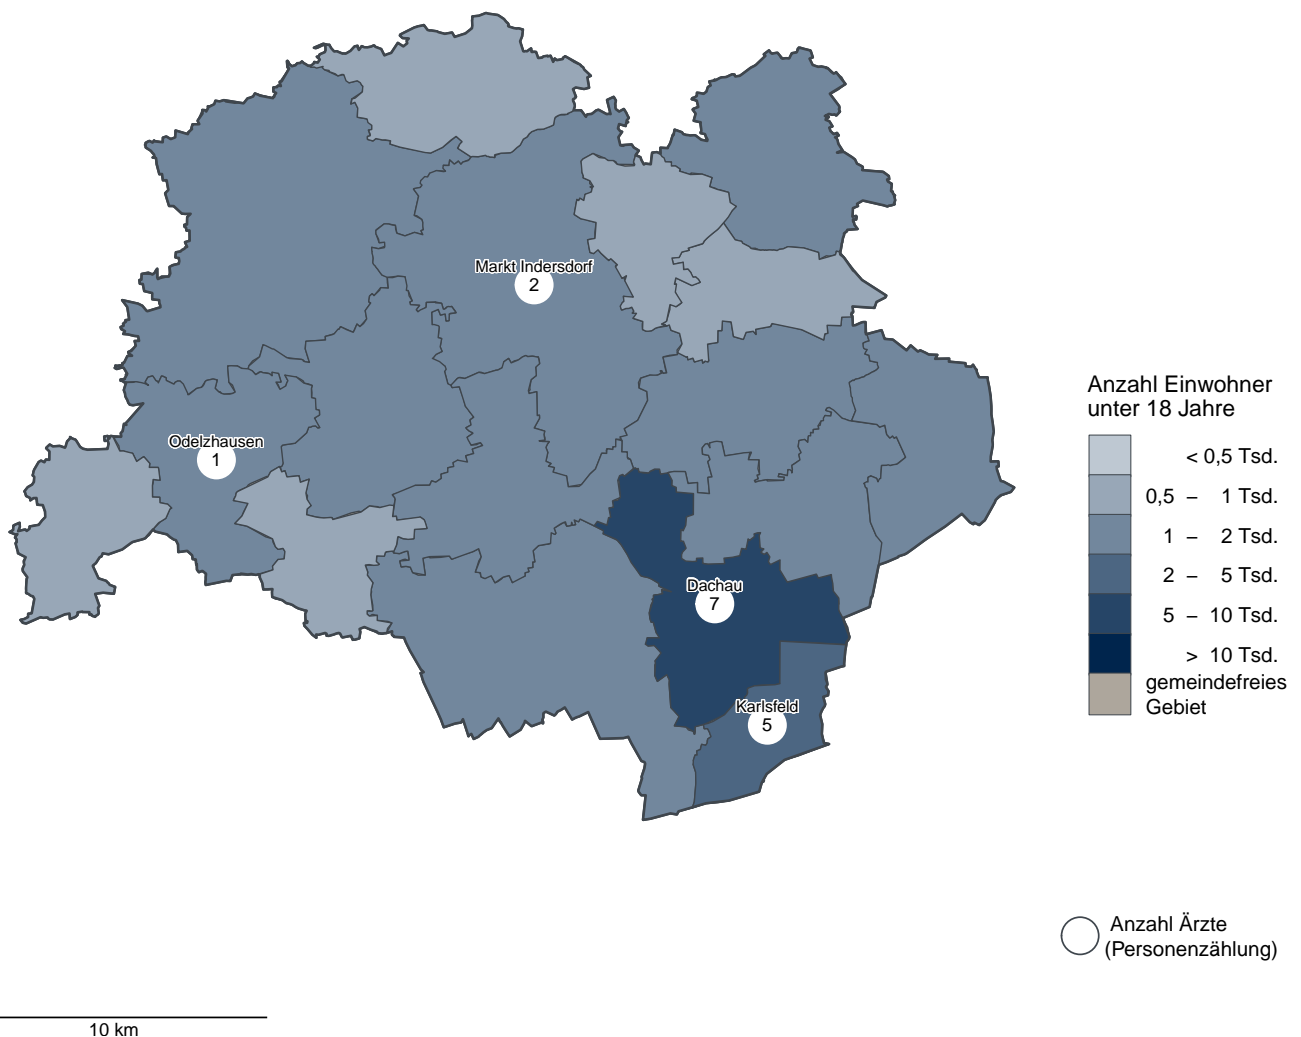 Markt Indersdorf
2
Odelzhausen
1
Dachau
7
Karlsfeld
5
Anzahl Einwohner
unter 18 Jahre
< 0,5 Tsd.
0,5 – 1 Tsd.
1 – 2 Tsd.
2 – 5 Tsd.
5 – 10 Tsd.
> 10 Tsd.
gemeindefreies
Gebiet
Anzahl Ärzte
(Personenzählung)
10 km